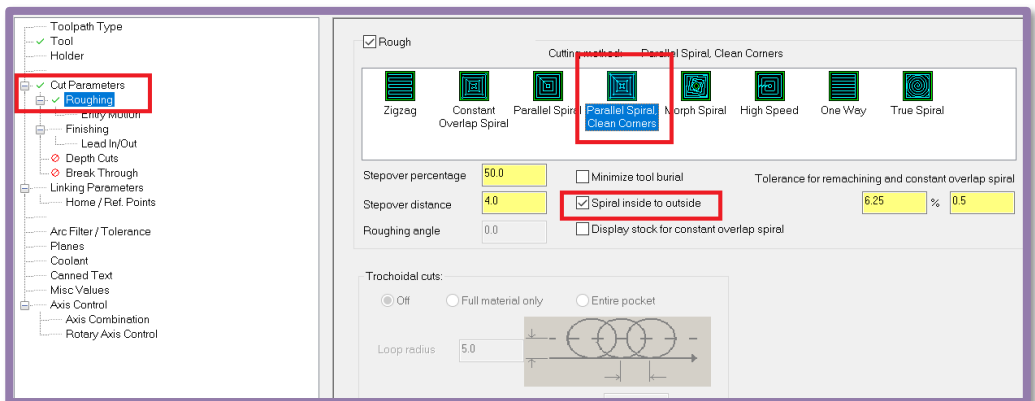 Toolpath Type
Tool
Holder
Cut Parameters
Roughing
Entry Motion
Finishing
Lead In/Out
Depth Cuts
Break Through
Linking Parameters
Home / Ref. Points
Arc Filter / Tolerance
Planes
Coolant
Canned Text
Misc Values
Axis Control
Axis Combination
Rotary Axis Control
Rough
Cutting method: Parallel Spiral, Clean Corners
Zigzag
Constant
Overlap Spiral
Parallel Spiral
Parallel Spiral,
Clean Corners
Morph Spiral
High Speed
One Way
True Spiral
Stepover percentage 50.0
Minimize tool burial
Tolerance for remachining and constant overlap spiral
Stepover distance 4.0
Spiral inside to outside
6.25 % 0.5
Roughing angle 0.0
Display stock for constant overlap spiral
Trochoidal cuts:
Off
Full material only
Entire pocket
Loop radius 5.0